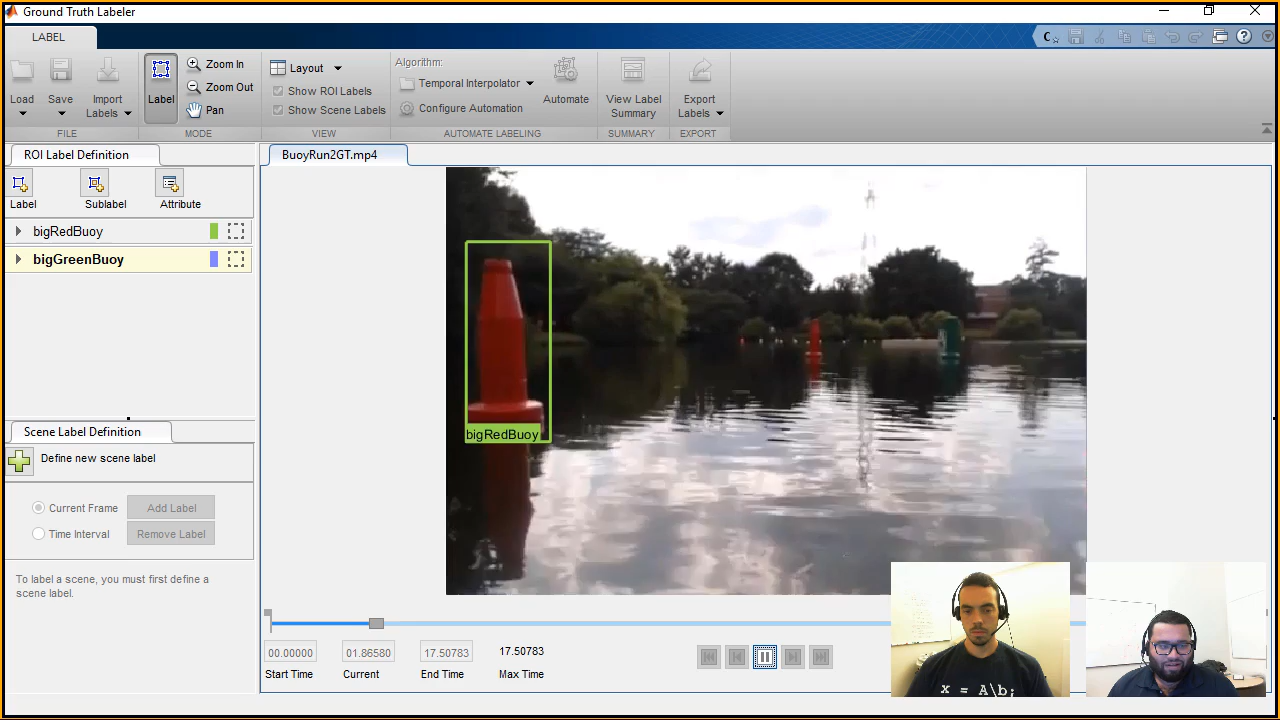 Ground Truth Labeler
LABEL
Load
Save
Import
Labels
Label
Zoom In
Zoom Out
Pan
Layout
Show ROI Labels
Show Scene Labels
Algorithm:
Temporal Interpolator
Configure Automation
Automate
View Label
Summary
Export
Labels
FILE
MODE
VIEW
AUTOMATE LABELING
SUMMARY
EXPORT
ROI Label Definition
BuoyRun2GT.mp4
Label
Sublabel
Attribute
bigRedBuoy
bigGreenBuoy
bigRedBuoy
Scene Label Definition
Define new scene label
Current Frame
Add Label
Time Interval
Remove Label
To label a scene, you must first define a
scene label.
00.00000
01.86580
17.50783
17.50783
Start Time
Current
End Time
Max Time
x = A\b;